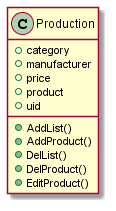 C Production
category
manufacturer
price
product
uid
AddList()
AddProduct()
DelList()
DelProduct()
EditProduct()